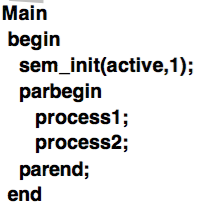 Main
begin
sem_init(active,1);
parbegin
process1;
process2;
parend;
end